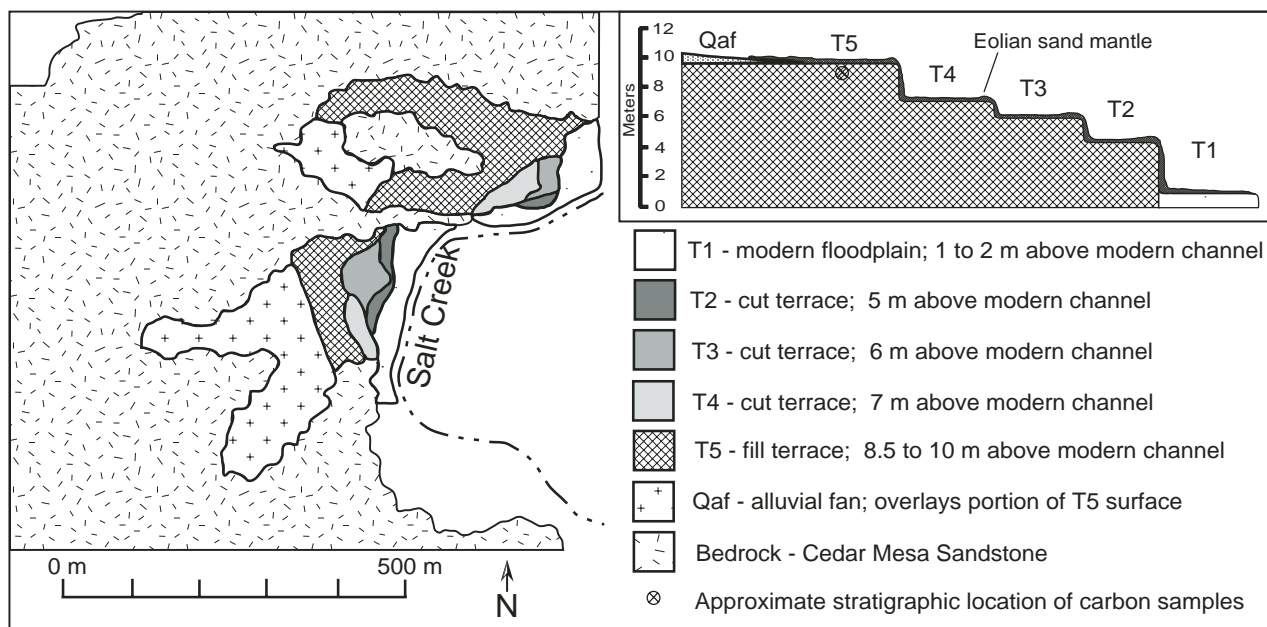 Salt Creek
0 m 500 m
N
12
10
8
6
4
2
0
Meters
Qaf
T5
T4
Eolian sand mantle
T3
T2
T1
T1 - modern floodplain; 1 to 2 m above modern channel
T2 - cut terrace; 5 m above modern channel
T3 - cut terrace; 6 m above modern channel
T4 - cut terrace; 7 m above modern channel
T5 - fill terrace; 8.5 to 10 m above modern channel
Qaf - alluvial fan; overlays portion of T5 surface
Bedrock - Cedar Mesa Sandstone
Approximate stratigraphic location of carbon samples